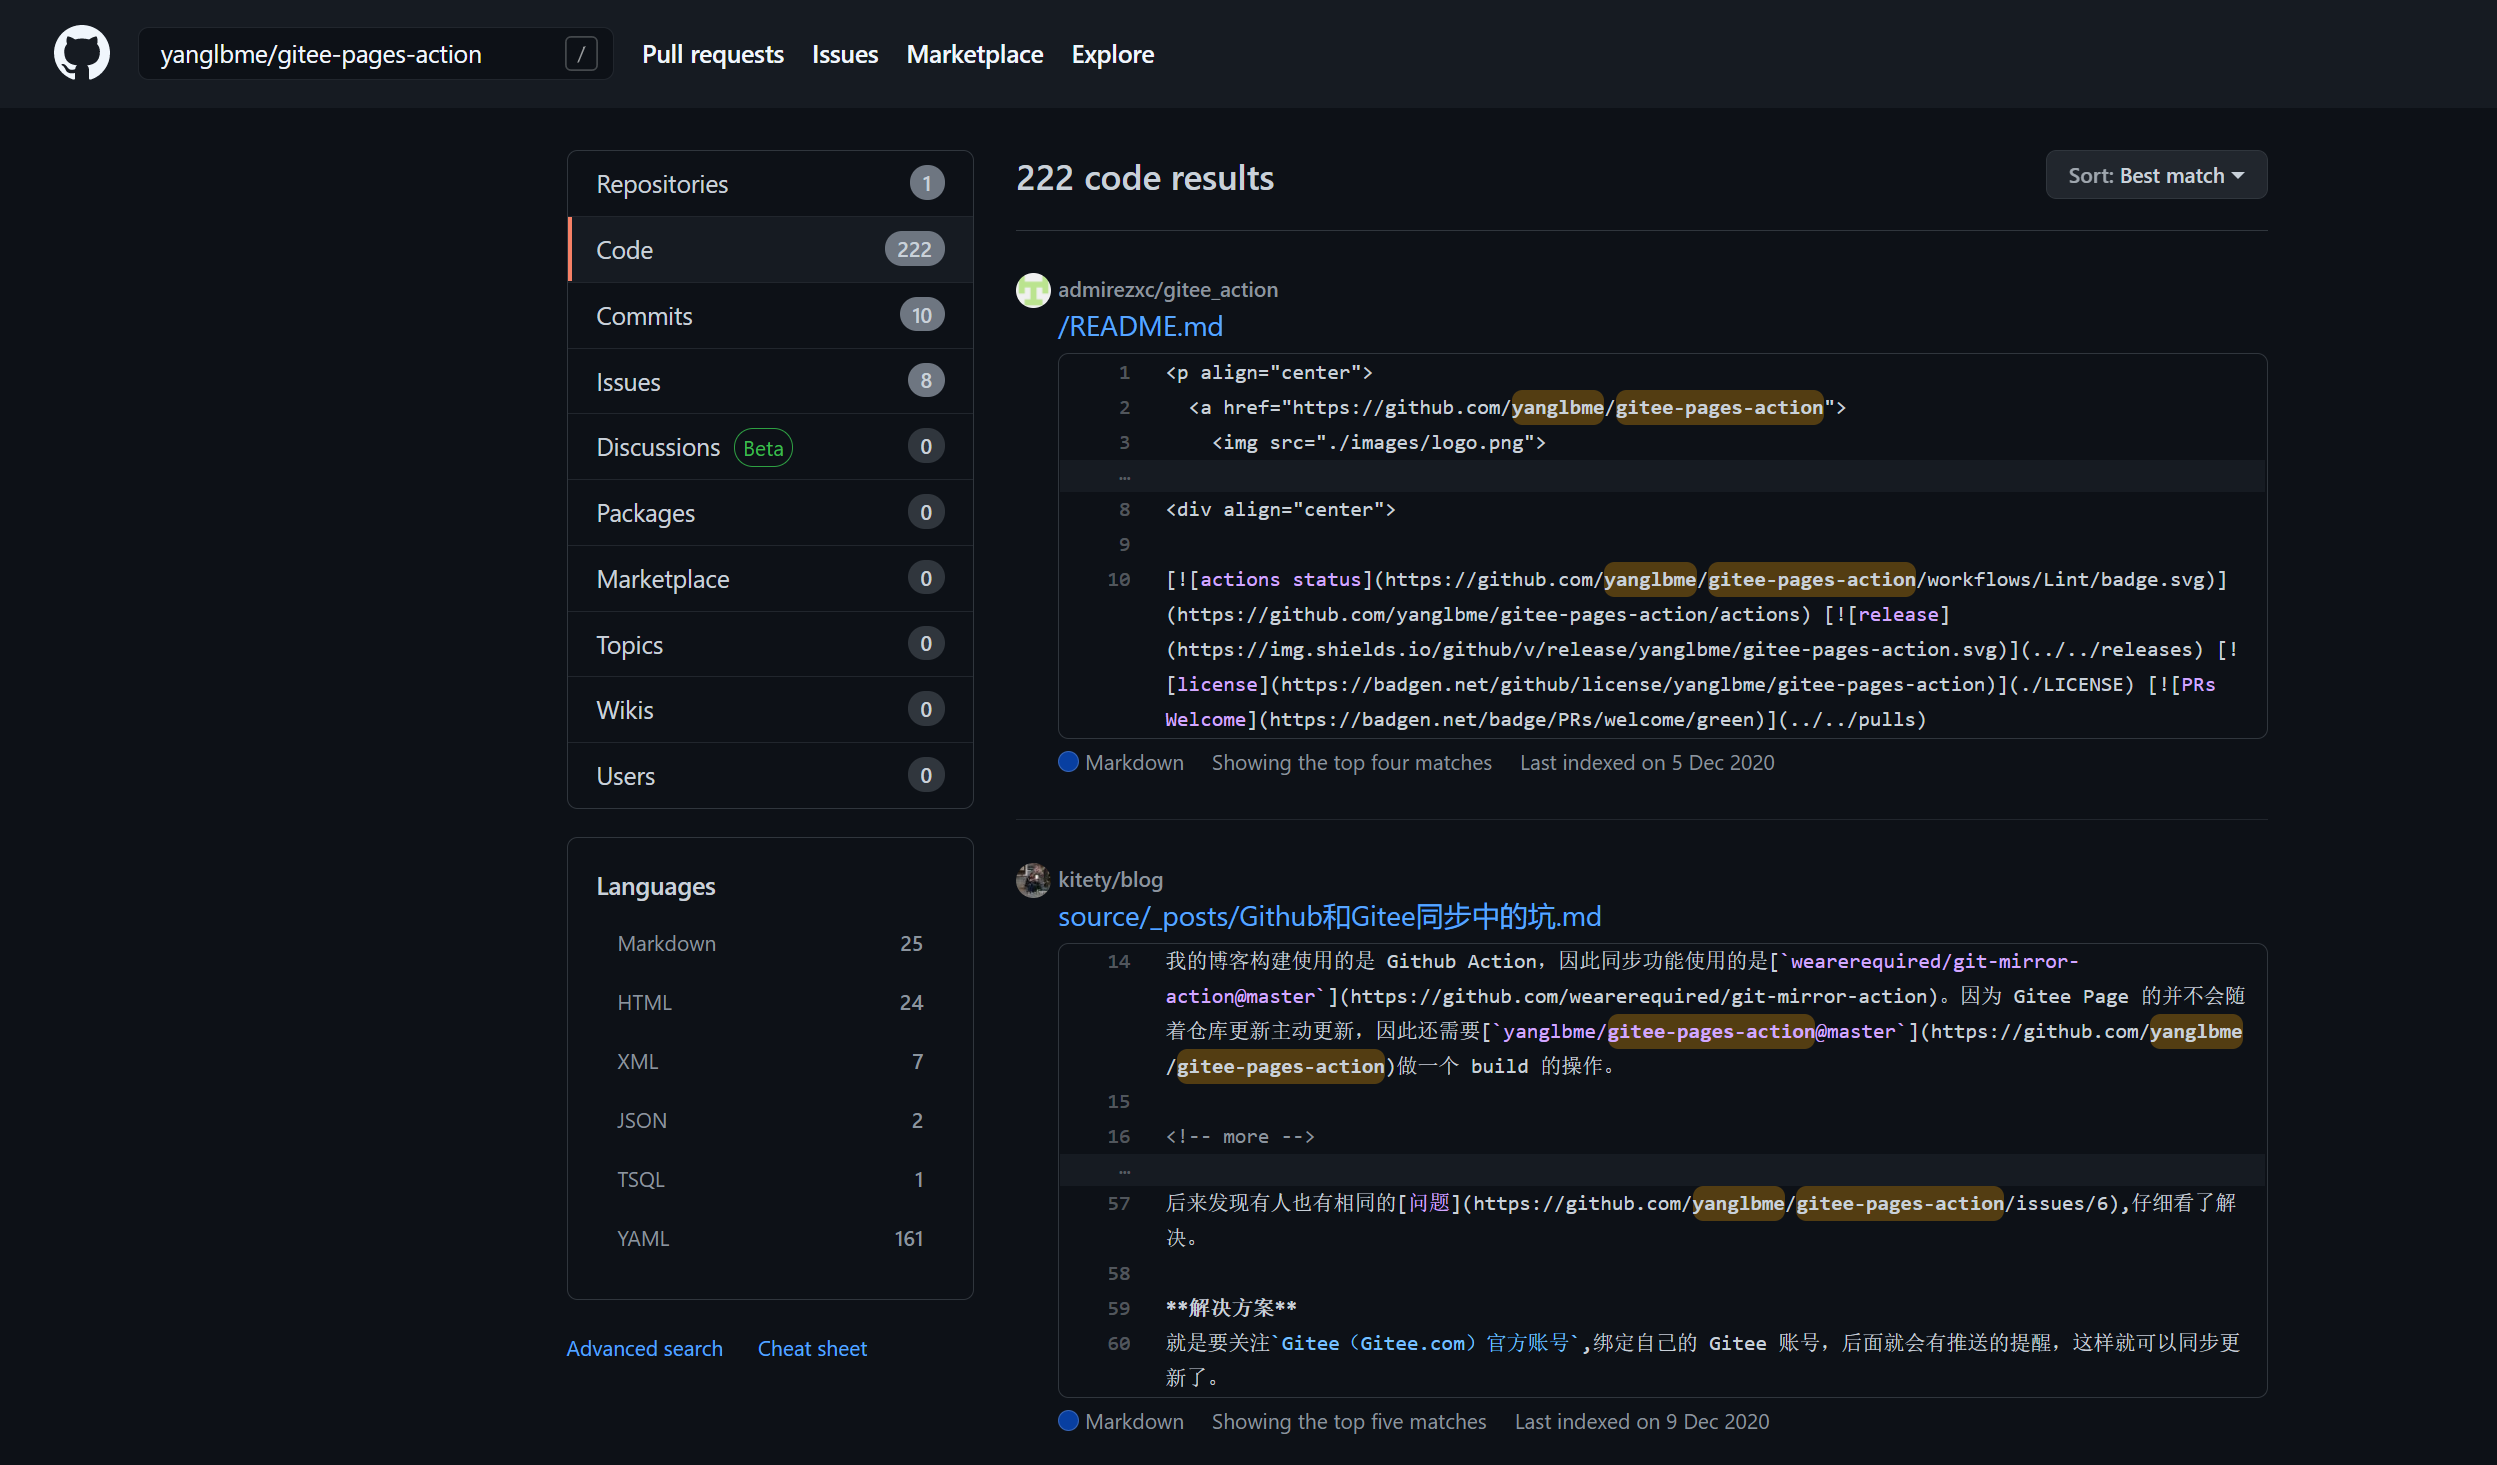 yanglbme/gitee-pages-action
/
Pull requests
Issues
Marketplace
Explore
Repositories 1
Code 222
Commits 10
Issues 8
Discussions Beta 0
Packages 0
Marketplace 0
Topics 0
Wikis 0
Users 0
Languages
Markdown 25
HTML 24
XML 7
JSON 2
TSQL 1
YAML 161
Advanced search
Cheat sheet
222 code results
Sort: Best match
admirezxc/gitee_action
/README.md
1 <p align="center">
2 <a href="https://github.com/yanglbme/gitee-pages-action">
3 <img src="./images/logo.png">
…
8 <div align="center">
9
10 [![actions status](https://github.com/yanglbme/gitee-pages-action/workflows/Lint/badge.svg)]
(https://github.com/yanglbme/gitee-pages-action/actions) [![release]
(https://img.shields.io/github/v/release/yanglbme/gitee-pages-action.svg)](../../releases) [!
[license](https://badgen.net/github/license/yanglbme/gitee-pages-action)](./LICENSE) [![PRs
Welcome](https://badgen.net/badge/PRs/welcome/green)](../../pulls)
Markdown Showing the top four matches Last indexed on 5 Dec 2020
kitety/blog
source/_posts/Github和Gitee同步中的坑.md
14 我的博客构建使用的是 Github Action，因此同步功能使用的是[`wearerequired/git-mirror-
action@master`](https://github.com/wearerequired/git-mirror-action)。因为 Gitee Page 的并不会随
着仓库更新主动更新，因此还需要[`yanglbme/gitee-pages-action@master`](https://github.com/yanglbme
/gitee-pages-action)做一个 build 的操作。
15
16 <!-- more -->
…
57 后来发现有人也有相同的[问题](https://github.com/yanglbme/gitee-pages-action/issues/6),仔细看了解
决。
58
59 **解决方案**
60 就是要关注`Gitee（Gitee.com）官方账号`,绑定自己的 Gitee 账号，后面就会有推送的提醒，这样就可以同步更
新了。
Markdown Showing the top five matches Last indexed on 9 Dec 2020